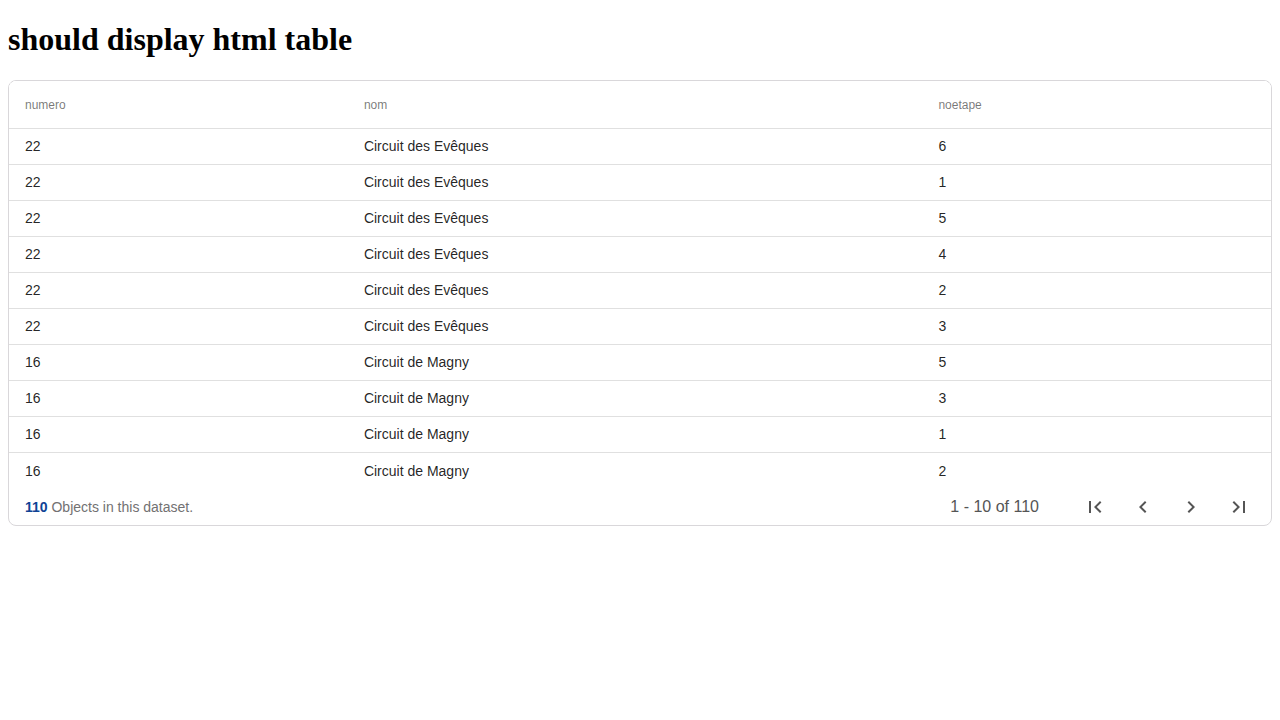 should display html table
numero nom noetape
22 Circuit des Evêques 6
22 Circuit des Evêques 1
22 Circuit des Evêques 5
22 Circuit des Evêques 4
22 Circuit des Evêques 2
22 Circuit des Evêques 3
16 Circuit de Magny 5
16 Circuit de Magny 3
16 Circuit de Magny 1
16 Circuit de Magny 2
110 Objects in this dataset. 1 - 10 of 110